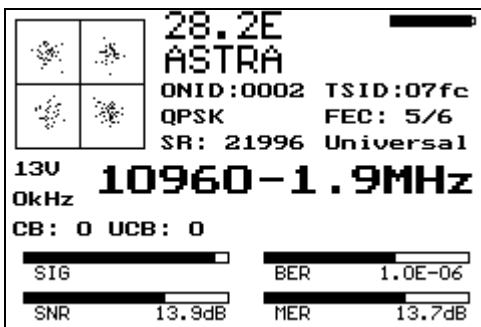 28.2E
ASTRA
ONID:0002 TSID:07fc
QPSK FEC: 5/6
SR: 21996 Universal
13V
0kHz
10960-1.9MHz
CB: 0 UCB: 0
SIG BER 1.0E-06
SNR 13.9dB MER 13.7dB